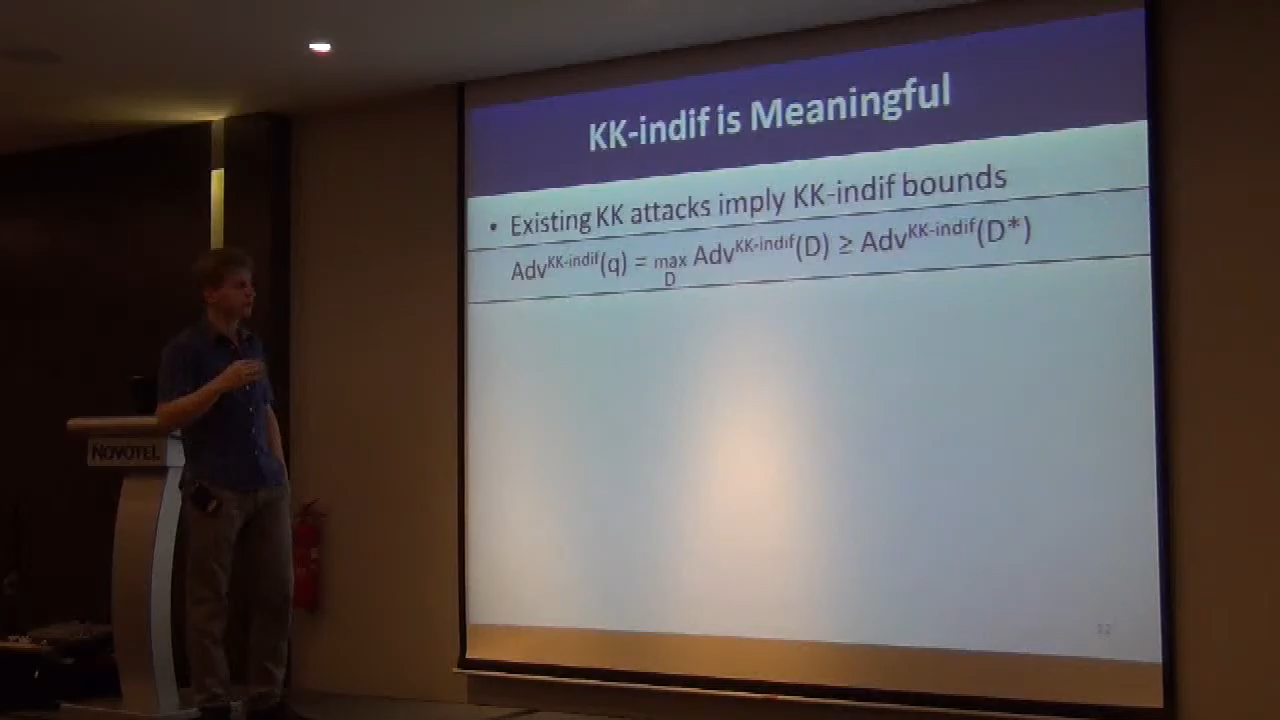 KK-indif is Meaningful
• Existing KK attacks imply KK-indif bounds
Adv^KK-indif(q) = max_D Adv^KK-indif(D) ≥ Adv^KK-indif(D*)
NOVOTEL